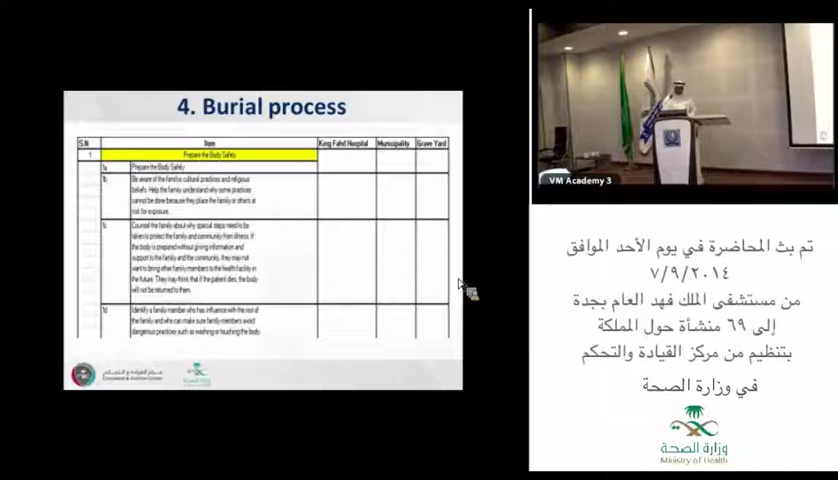 4. Burial process
S.N
Item
King Fahd Hospital
Municipality
Grave Yard
1
Prepare the Body Safely
1a
Prepare the Body Safely
1b
Be aware of the family's cultural practices and religious
beliefs. Help the family understand why some practices
cannot be done because they place the family or others at
risk for exposure.
1c
Counsel the family about why special steps need to be
taken to protect the family and community from illness. If
the body is prepared without giving information and
support to the family and the community, they may not
want to bring other family members to the health facility in
the future. They may think that if the patient dies, the body
will not be returned to them.
1d
Identify a family member who has influence with the rest of
the family and who can make sure family members avoid
dangerous practices such as washing or touching the body
مركز القيادة و التحكم
Command & Control Center
VM Academy 3
تم بث المحاضرة في يوم الأحد الموافق
٧/٩/٢٠١٤
من مستشفى الملك فهد العام بجدة
إلى ٦٩ منشأة حول المملكة
بتنظيم من مركز القيادة والتحكم
في وزارة الصحة
وزارة الصحة
Ministry of Health